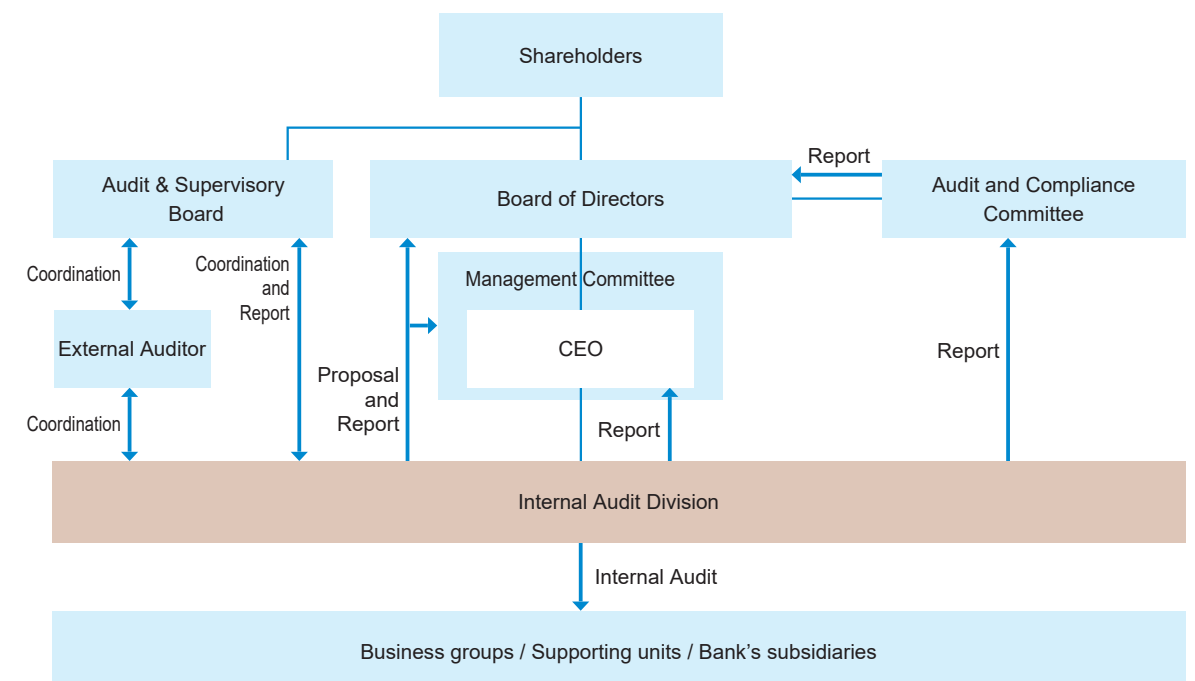 Shareholders
Report
Audit & Supervisory
Board
Board of Directors
Audit and Compliance
Committee
Coordination
Coordination
and
Report
Management Committee
External Auditor
CEO
Report
Proposal
and
Report
Coordination
Report
Internal Audit Division
Internal Audit
Business groups / Supporting units / Bank’s subsidiaries